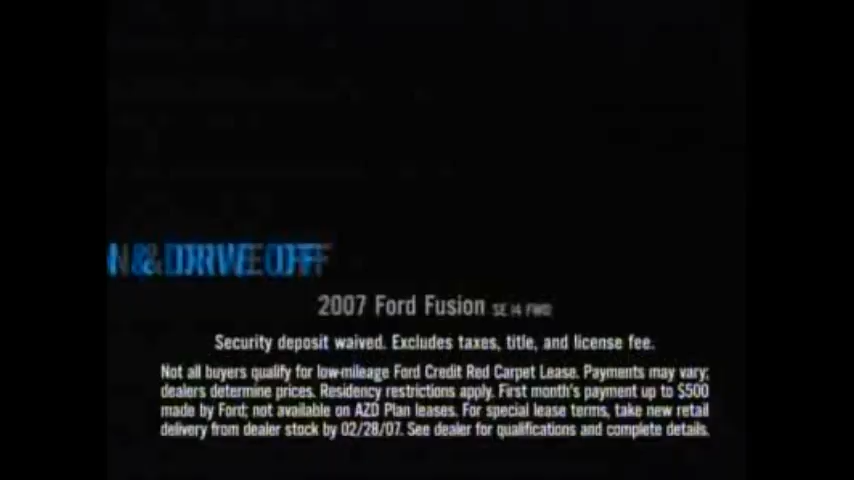 N & DRIVE OFF
2007 Ford Fusion SE I4 FWD
Security deposit waived. Excludes taxes, title, and license fee.
Not all buyers qualify for low-mileage Ford Credit Red Carpet Lease. Payments may vary;
dealers determine prices. Residency restrictions apply. First month's payment up to $500
made by Ford; not available on AZD Plan leases. For special lease terms, take new retail
delivery from dealer stock by 02/28/07. See dealer for qualifications and complete details.